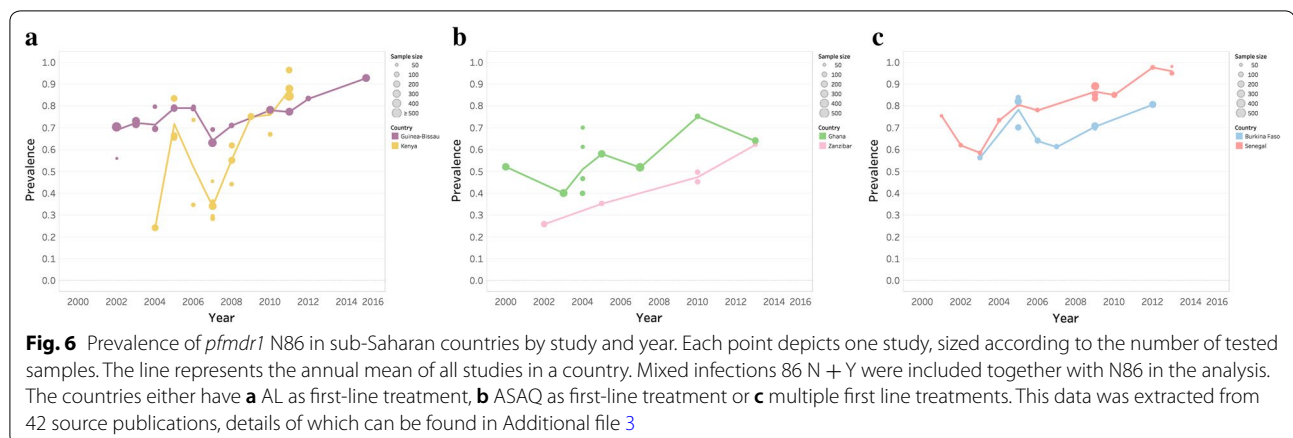 a
Sample size
50
100
200
300
400
≥ 500
Country
Guinea-Bissau
Kenya
Prevalence
1.0
0.9
0.8
0.7
0.6
0.5
0.4
0.3
0.2
0.1
0.0
2000 2002 2004 2006 2008 2010 2012 2014 2016
Year
b
Sample size
50
100
200
300
400
500
Country
Ghana
Zanzibar
Prevalence
1.0
0.9
0.8
0.7
0.6
0.5
0.4
0.3
0.2
0.1
0.0
2000 2002 2004 2006 2008 2010 2012 2014 2016
Year
c
Sample size
50
100
200
300
400
500
Country
Burkina Faso
Senegal
Prevalence
1.0
0.9
0.8
0.7
0.6
0.5
0.4
0.3
0.2
0.1
0.0
2000 2002 2004 2006 2008 2010 2012 2014 2016
Year
Fig. 6 Prevalence of pfmdr1 N86 in sub-Saharan countries by study and year. Each point depicts one study, sized according to the number of tested
samples. The line represents the annual mean of all studies in a country. Mixed infections 86 N + Y were included together with N86 in the analysis.
The countries either have a AL as first-line treatment, b ASAQ as first-line treatment or c multiple first line treatments. This data was extracted from
42 source publications, details of which can be found in Additional file 3